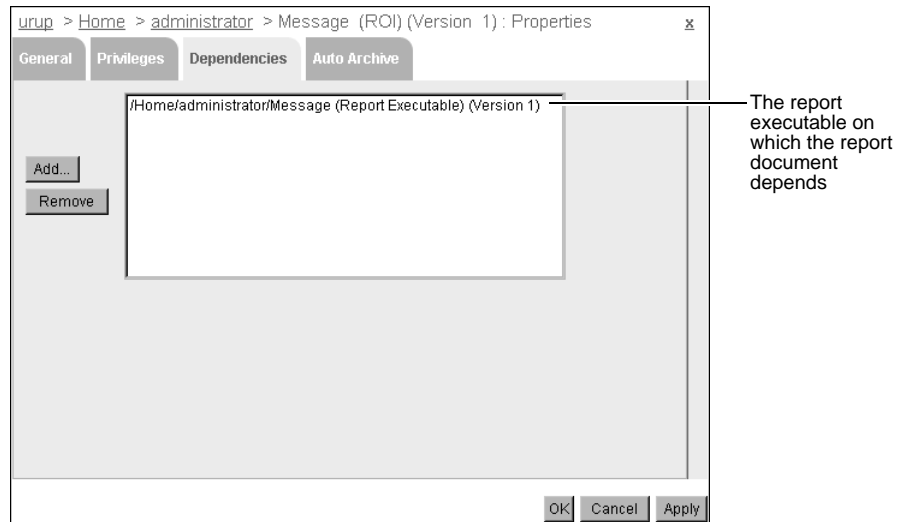 urup > Home > administrator > Message (ROI) (Version 1) : Properties x
General Privileges Dependencies Auto Archive
/Home/administrator/Message (Report Executable) (Version 1)
The report
executable on
which the report
document
depends
Add...
Remove
OK Cancel Apply